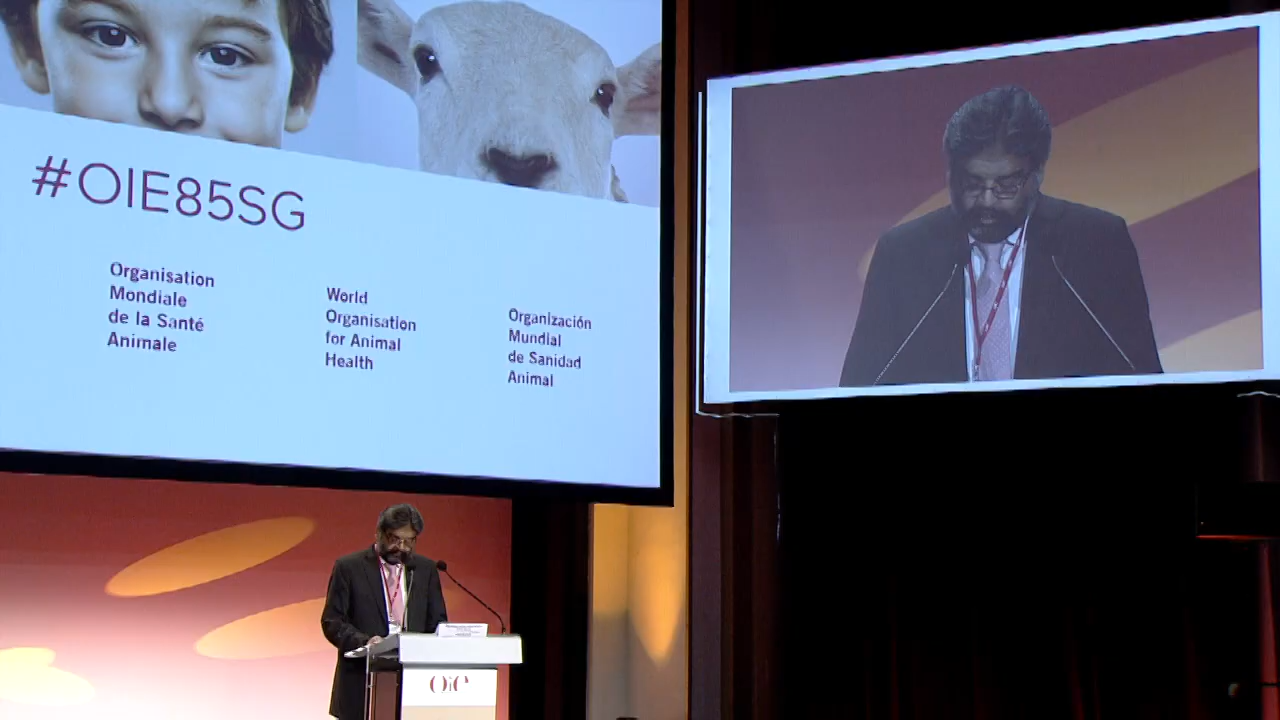 #OIE85SG
Organisation
Mondiale
de la Santé
Animale
World
Organisation
for Animal
Health
Organización
Mundial
de Sanidad
Animal
Oie